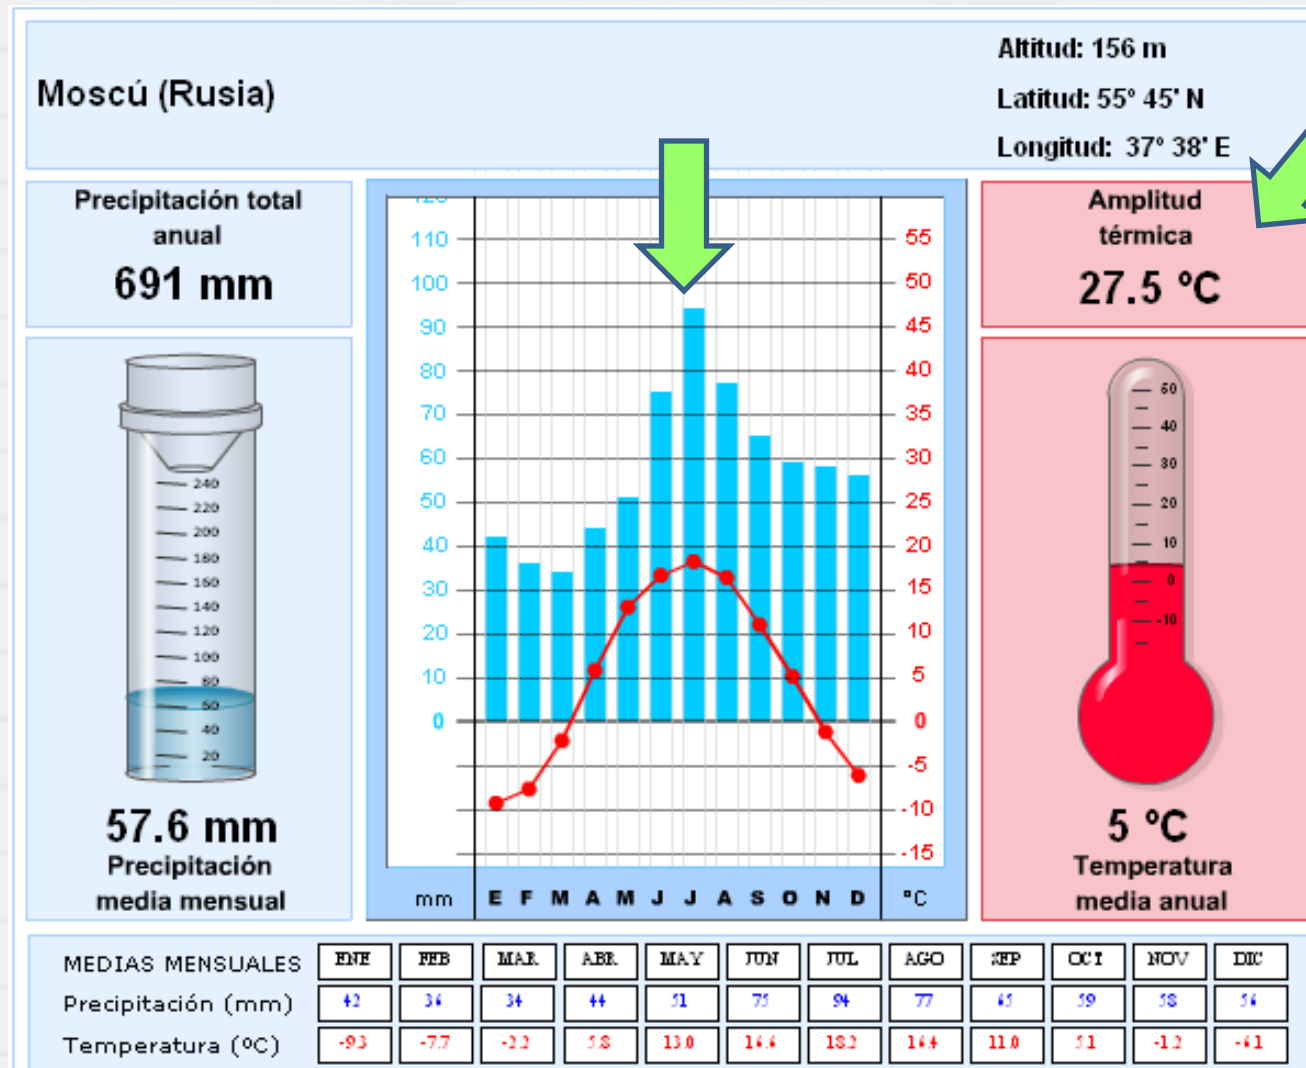 Moscú (Rusia)
Altitud: 156 m
Latitud: 55º 45' N
Longitud: 37º 38' E
Precipitación total
anual
691 mm
240
220
200
180
160
140
120
100
80
60
40
20
57.6 mm
Precipitación
media mensual
110
100
90
80
70
60
50
40
30
20
10
0
55
50
45
40
35
30
25
20
15
10
5
0
-5
-10
-15
mm E F M A M J J A S O N D ºC
Amplitud
térmica
27.5 ºC
50
40
30
20
10
0
-10
5 ºC
Temperatura
media anual
MEDIAS MENSUALES ENE FEB MAR ABR MAY JUN JUL AGO SEP OCT NOV DIC
Precipitación (mm) 42 36 34 44 51 75 94 77 65 59 58 56
Temperatura (ºC) -9.3 -7.7 -2.2 5.8 13.0 16.6 18.2 16.4 11.0 5.1 -1.2 -6.1